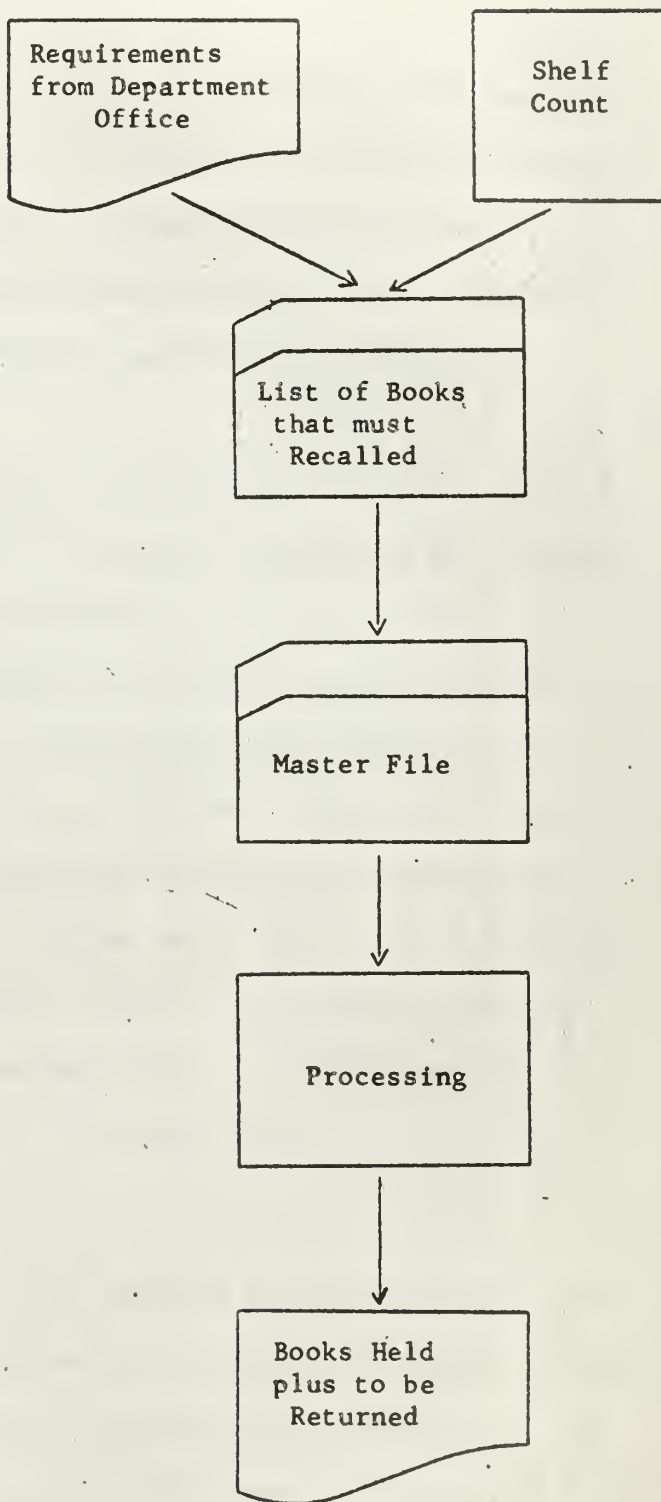 Requirements
from Department
Office
Shelf
Count
List of Books
that must
Recalled
Master File
Processing
Books Held
plus to be
Returned